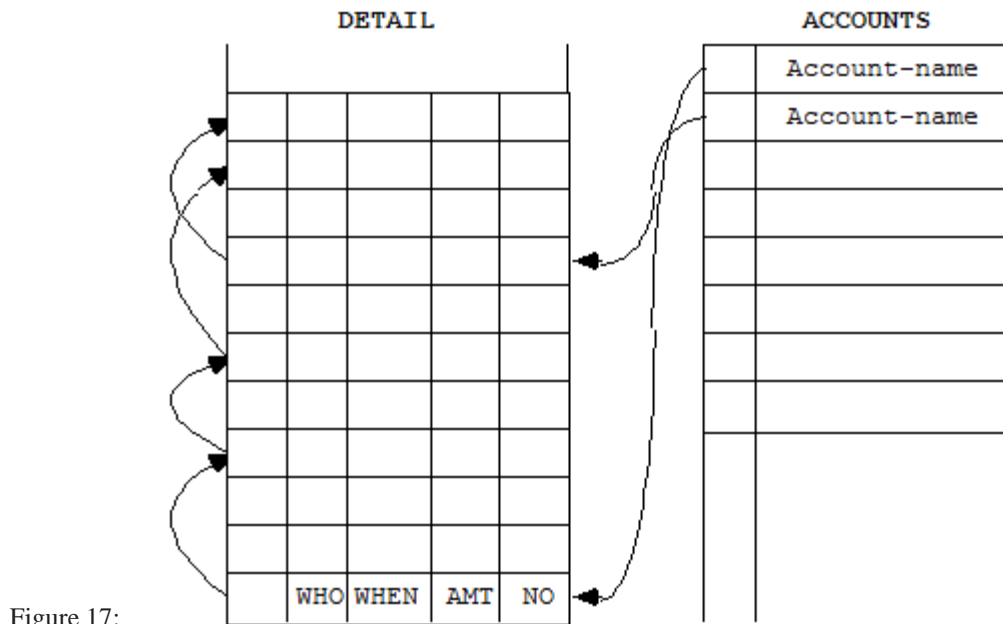 DETAIL ACCOUNTS
Account-name
Account-name
WHO WHEN AMT NO
Figure 17: